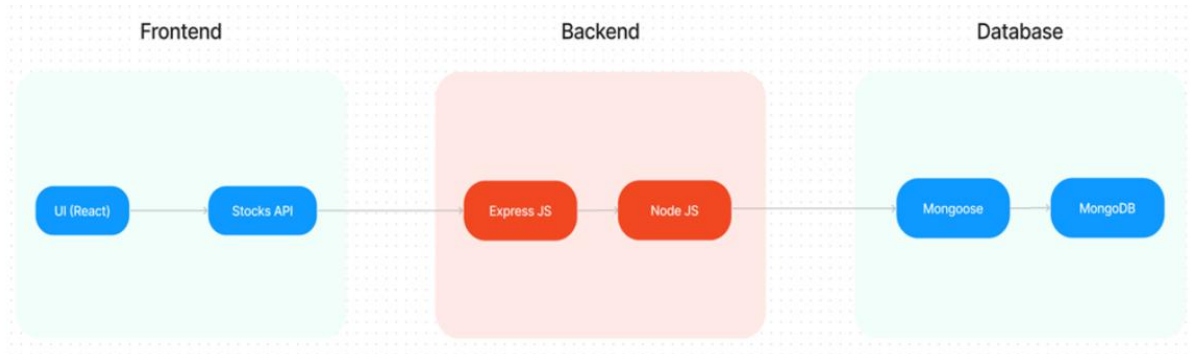 Frontend
Backend
Database
UI (React)
Stocks API
Express JS
Node JS
Mongoose
MongoDB